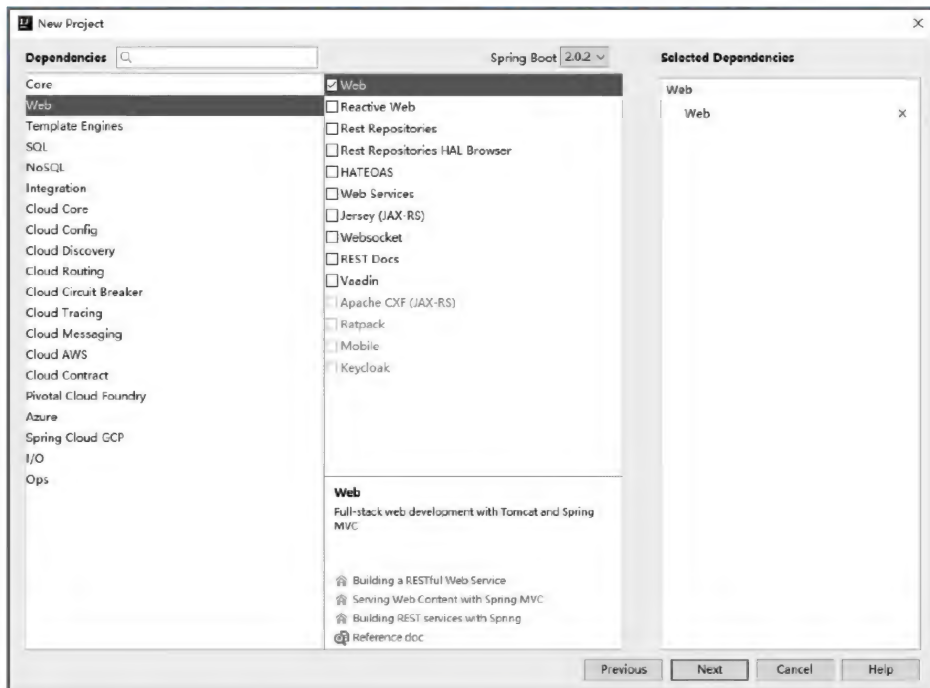 New Project
Dependencies
Spring Boot 2.0.2
Selected Dependencies
Core
Web
Template Engines
SQL
NoSQL
Integration
Cloud Core
Cloud Config
Cloud Discovery
Cloud Routing
Cloud Circuit Breaker
Cloud Tracing
Cloud Messaging
Cloud AWS
Cloud Contract
Pivotal Cloud Foundry
Azure
Spring Cloud GCP
I/O
Ops
Web
Reactive Web
Rest Repositories
Rest Repositories HAL Browser
HATEOAS
Web Services
Jersey (JAX-RS)
Websocket
REST Docs
Vaadin
Apache CXF (JAX-RS)
Ratpack
Mobile
Keycloak
Web
Full-stack web development with Tomcat and Spring
MVC
Building a RESTful Web Service
Serving Web Content with Spring MVC
Building REST services with Spring
Reference doc
Web
Web
Previous
Next
Cancel
Help